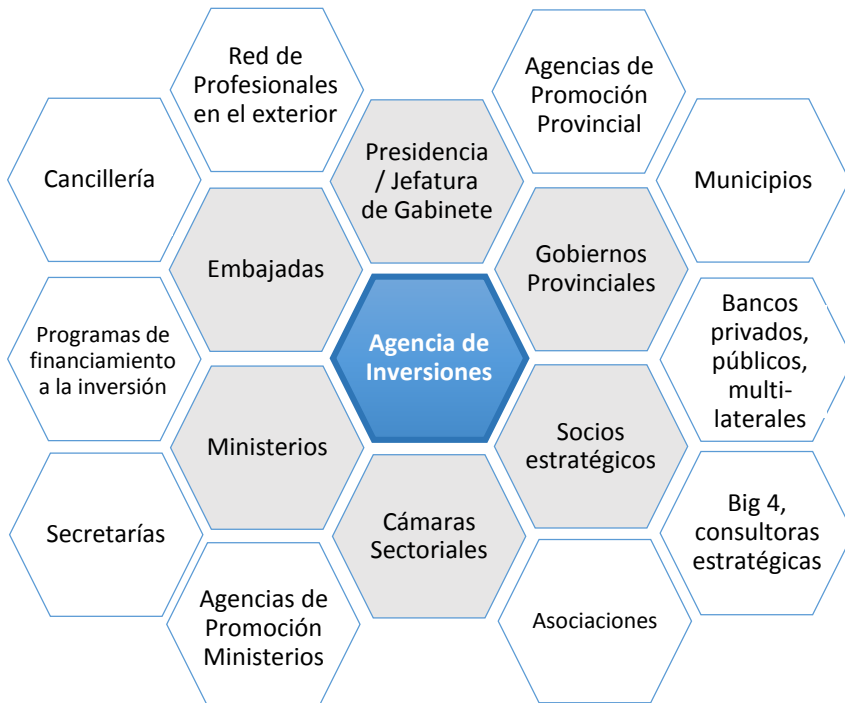 Red de
Profesionales
en el exterior
Agencias de
Promoción
Provincial
Cancillería
Presidencia
/ Jefatura
de Gabinete
Municipios
Embajadas
Gobiernos
Provinciales
Programas de
financiamiento
a la inversión
Agencia de
Inversiones
Bancos
privados,
públicos,
multi-
laterales
Ministerios
Socios
estratégicos
Secretarías
Cámaras
Sectoriales
Big 4,
consultoras
estratégicas
Agencias de
Promoción
Ministerios
Asociaciones